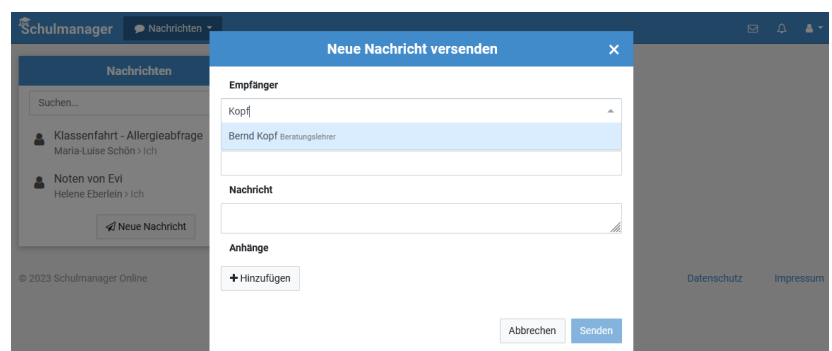 Schulmanager
Nachrichten
Neue Nachricht versenden
Nachrichten
Suchen...
Klassenfahrt - Allergieabfrage
Maria-Luise Schön > Ich
Noten von Evi
Helene Eberlein > Ich
Neue Nachricht
Empfänger
Kopf
Bernd Kopf Beratungslehrer
Nachricht
Anhänge
+ Hinzufügen
Abbrechen Senden
© 2023 Schulmanager Online
Datenschutz Impressum